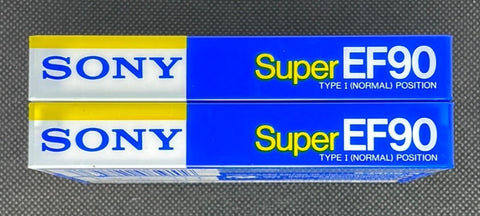 SONY Super EF90
TYPE I (NORMAL) POSITION
SONY Super EF90
TYPE I (NORMAL) POSITION